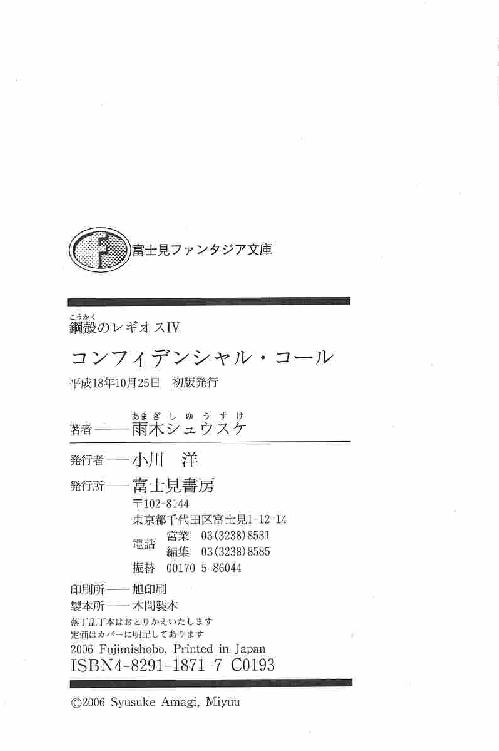 富士見ファンタジア文庫
こうかく
鋼殻のレギオスIV
コンフィデンシャル・コール
平成18年10月25日 初版発行
あまぎしゅうすけ
著者――雨木シュウスケ
発行者――小川 洋
発行所――富士見書房
〒102-8144
東京都千代田区富士見1-12-14
電話 営業 03(3238)8531
編集 03(3238)8585
振替 00170-5-86044
印刷所――旭印刷
製本所――本間製本
落丁乱丁本はおとりかえいたします
定価はカバーに明記してあります
2006 Fujimishobo, Printed in Japan
ISBN4-8291-1871-7 C0193
©2006 Syusuke Amagi, Miyuu